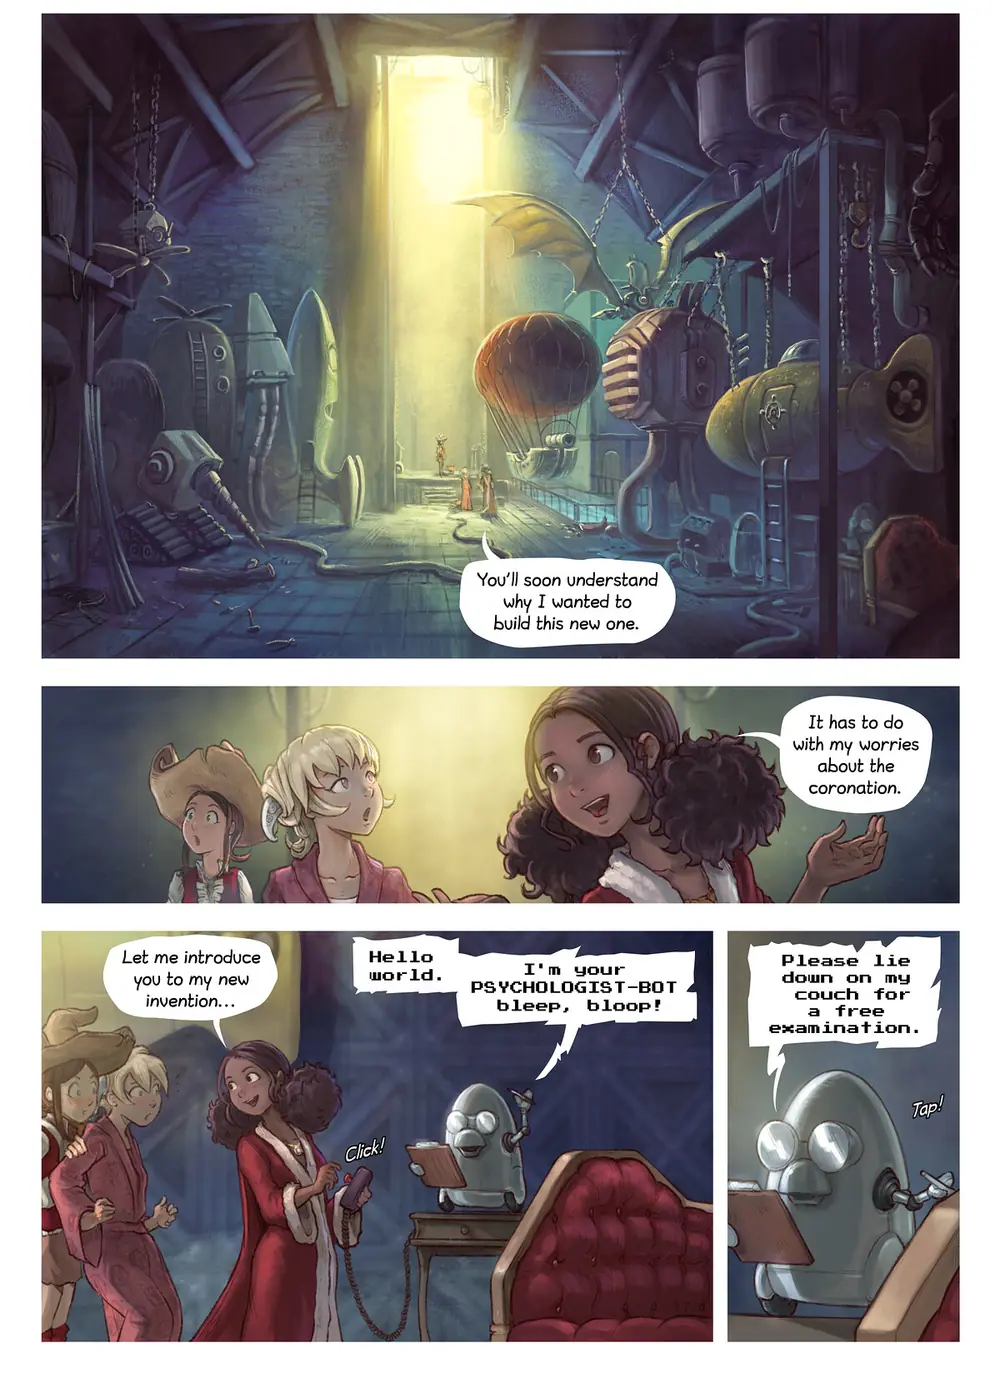 You'll soon understand
why I wanted to
build this new one.
It has to do
with my worries
about the
coronation.
Let me introduce
you to my new
invention...
Click!
Hello
world.
I'm your
PSYCHOLOGIST-BOT
bleep, bloop!
Please lie
down on my
couch for
a free
examination.
Tap!